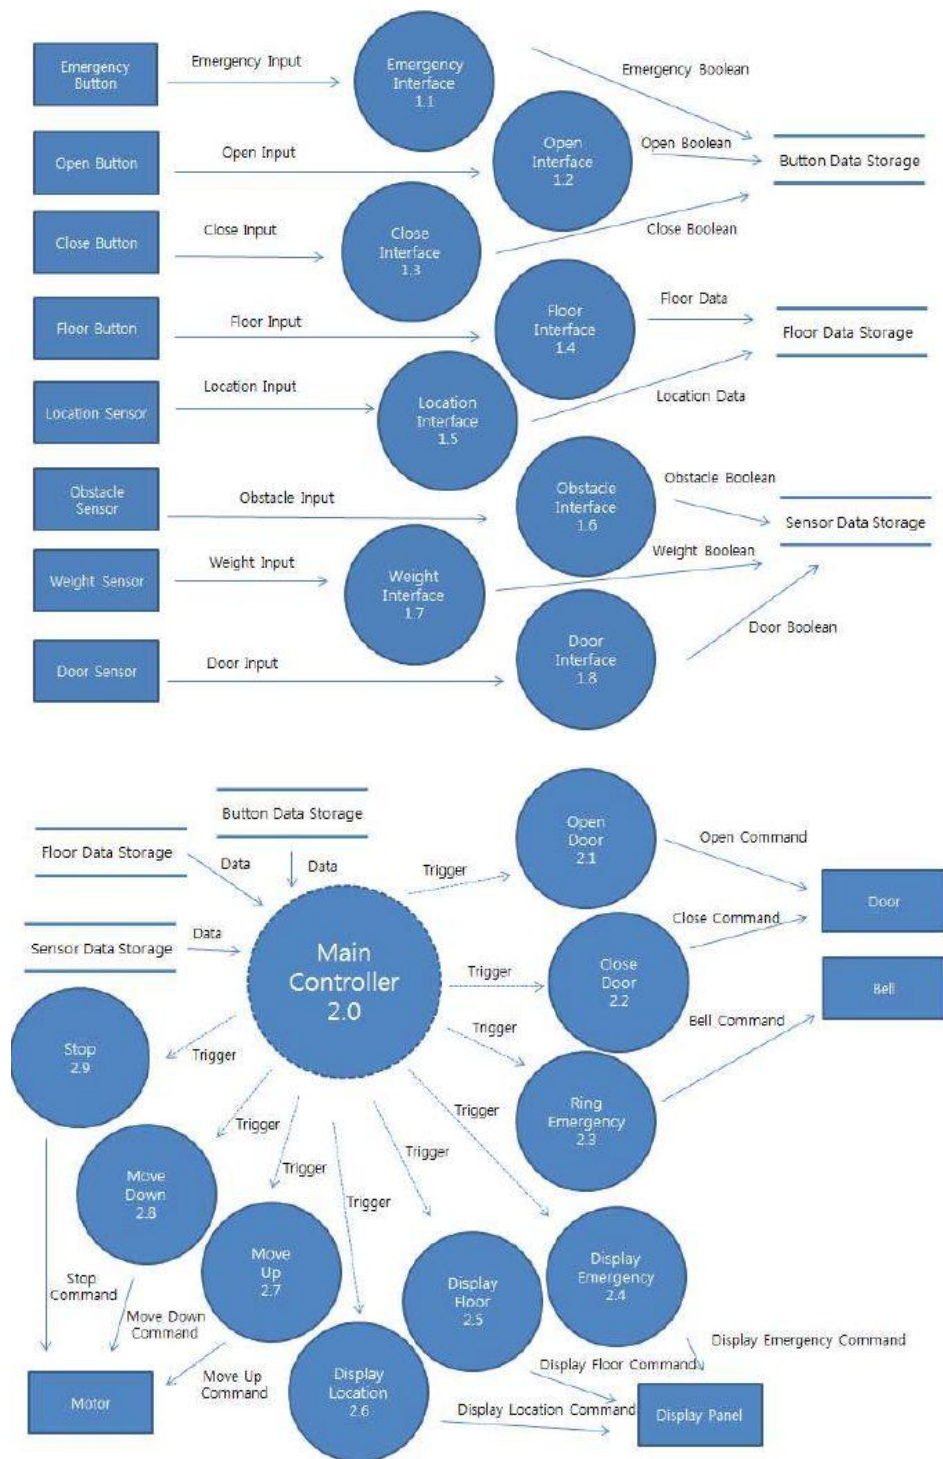 Emergency
Button
Emergency Input
Emergency
Interface
1.1
Emergency Boolean
Open Button
Open Input
Open
Interface
1.2
Open Boolean
Button Data Storage
Close Button
Close Input
Close
Interface
1.3
Close Boolean
Floor Button
Floor Input
Floor
Interface
1.4
Floor Data
Floor Data Storage
Location Sensor
Location Input
Location
Interface
1.5
Location Data
Obstacle
Sensor
Obstacle Input
Obstacle
Interface
1.6
Obstacle Boolean
Sensor Data Storage
Weight Sensor
Weight Input
Weight
Interface
1.7
Weight Boolean
Door Sensor
Door Input
Door
Interface
1.8
Door Boolean
Button Data Storage
Floor Data Storage
Data
Data
Sensor Data Storage
Data
Main
Controller
2.0
Trigger
Open
Door
2.1
Open Command
Door
Trigger
Close
Door
2.2
Close Command
Bell
Trigger
Ring
Emergency
2.3
Bell Command
Stop
2.9
Trigger
Trigger
Trigger
Trigger
Trigger
Trigger
Move
Down
2.8
Move
Up
2.7
Display
Floor
2.5
Display
Emergency
2.4
Stop
Command
Move Down
Command
Move Up
Command
Display
Location
2.6
Display Emergency Command
Display Floor Command
Display Location Command
Motor
Display Panel